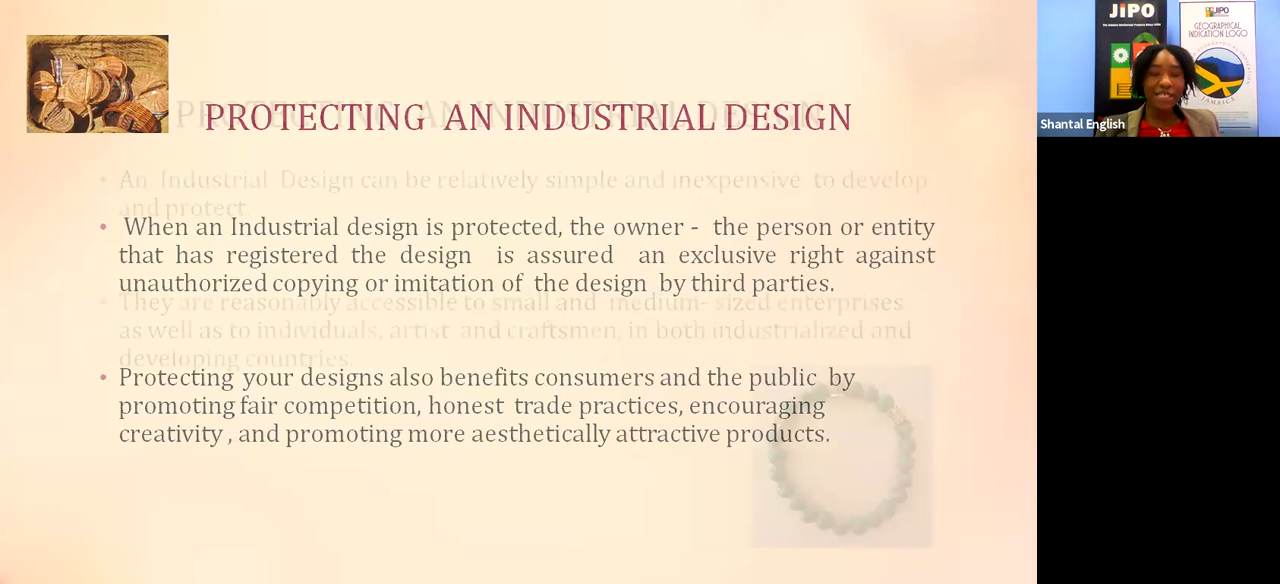 PROTECTING AN INDUSTRIAL DESIGN
An Industrial Design can be relatively simple and inexpensive to develop
and protect
• When an Industrial design is protected, the owner - the person or entity
that has registered the design is assured an exclusive right against
unauthorized copying or imitation of the design by third parties.
• They are reasonably accessible to small and medium- sized enterprises
as well as to individuals, artist and craftsmen, in both industrialized and
developing countries.
• Protecting your designs also benefits consumers and the public by
promoting fair competition, honest trade practices, encouraging
creativity , and promoting more aesthetically attractive products.
JIPO
JIPO
GEOGRAPHICAL
INDICATION LOGO
JAMAICA
Shantal English